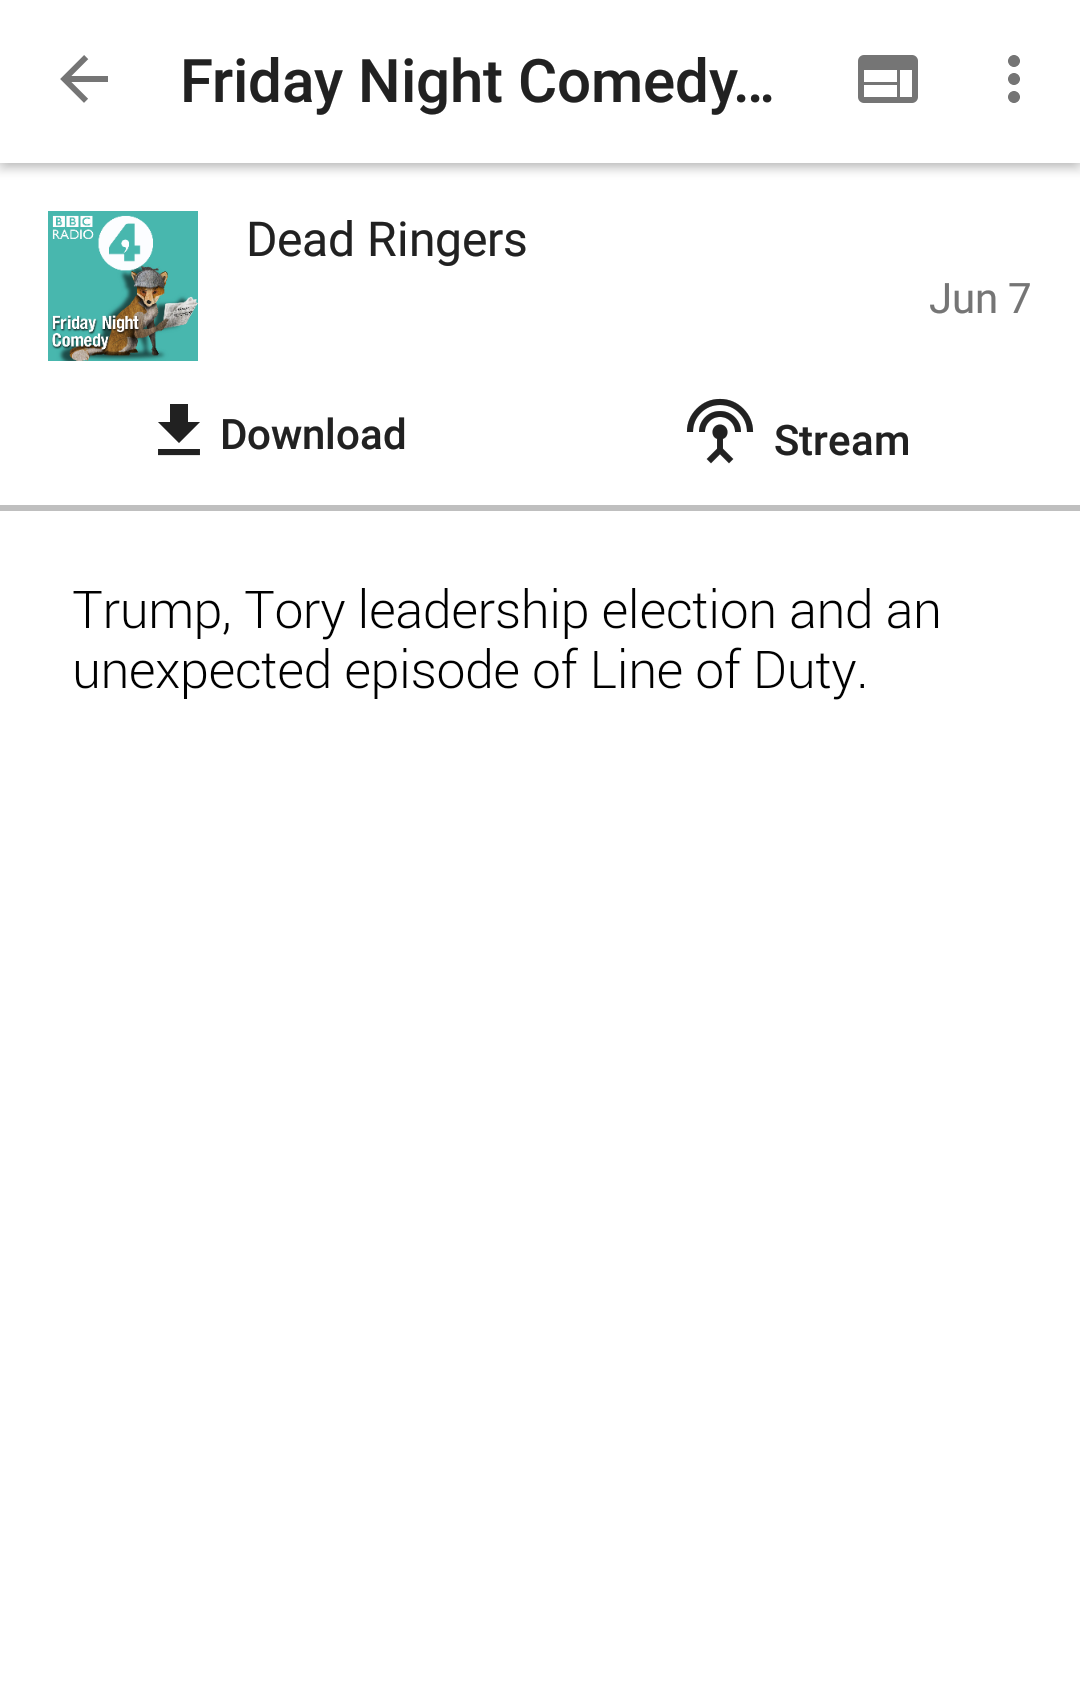 Friday Night Comedy...
BBC
RADIO
4
Friday Night
Comedy
Dead Ringers
Jun 7
Download
Stream
Trump, Tory leadership election and an
unexpected episode of Line of Duty.